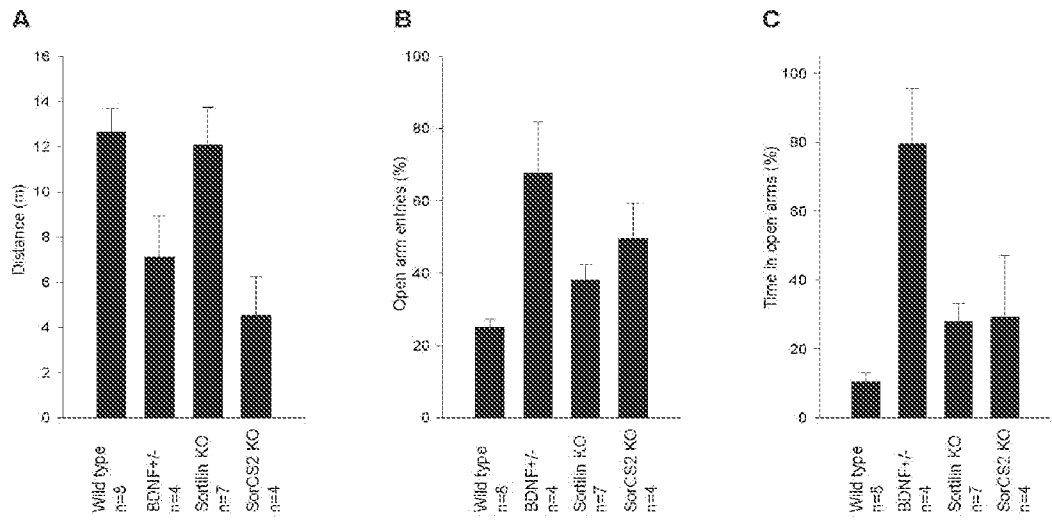 A
Distance (m)
16
14
12
10
8
6
4
2
0
Wild type
n=8
BDNF+/-
n=4
Sortilin KO
n=7
SorCS2 KO
n=4
B
Open arm entries (%)
100
80
60
40
20
0
Wild type
n=8
BDNF+/-
n=4
Sortilin KO
n=7
SorCS2 KO
n=4
C
Time in open arms (%)
100
80
60
40
20
0
Wild type
n=8
BDNF+/-
n=4
Sortilin KO
n=7
SorCS2 KO
n=4